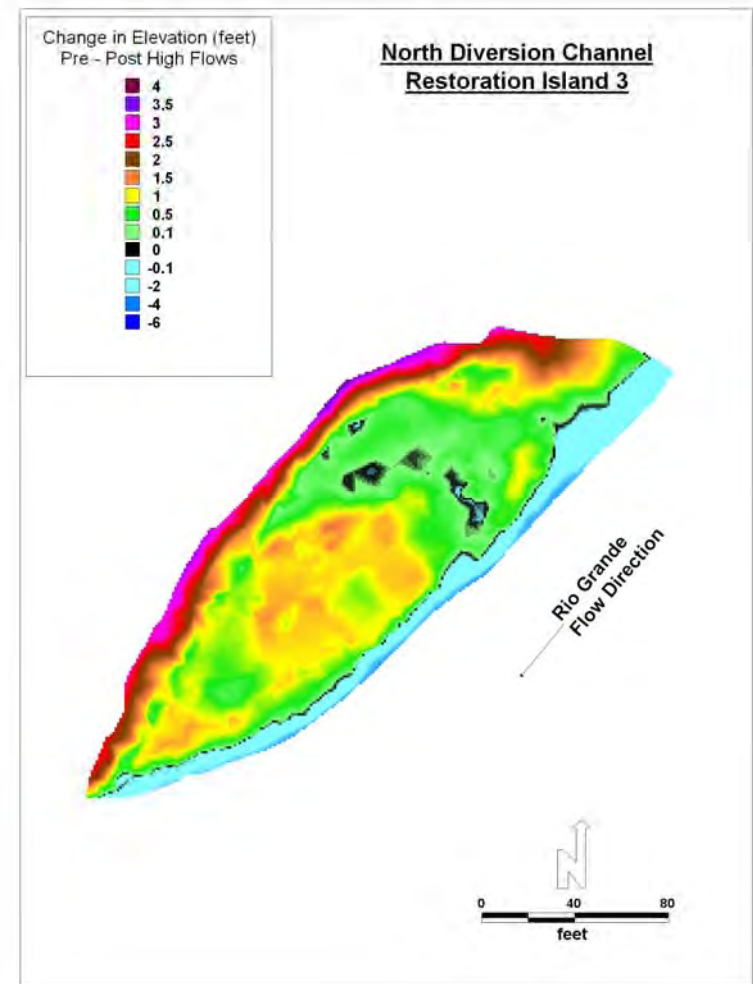 Change in Elevation (feet)
Pre - Post High Flows
4
3.5
3
2.5
2
1.5
1
0.5
0.1
0
-0.1
-2
-4
-6
North Diversion Channel
Restoration Island 3
Rio Grande
Flow Direction
N
0 40 80
feet